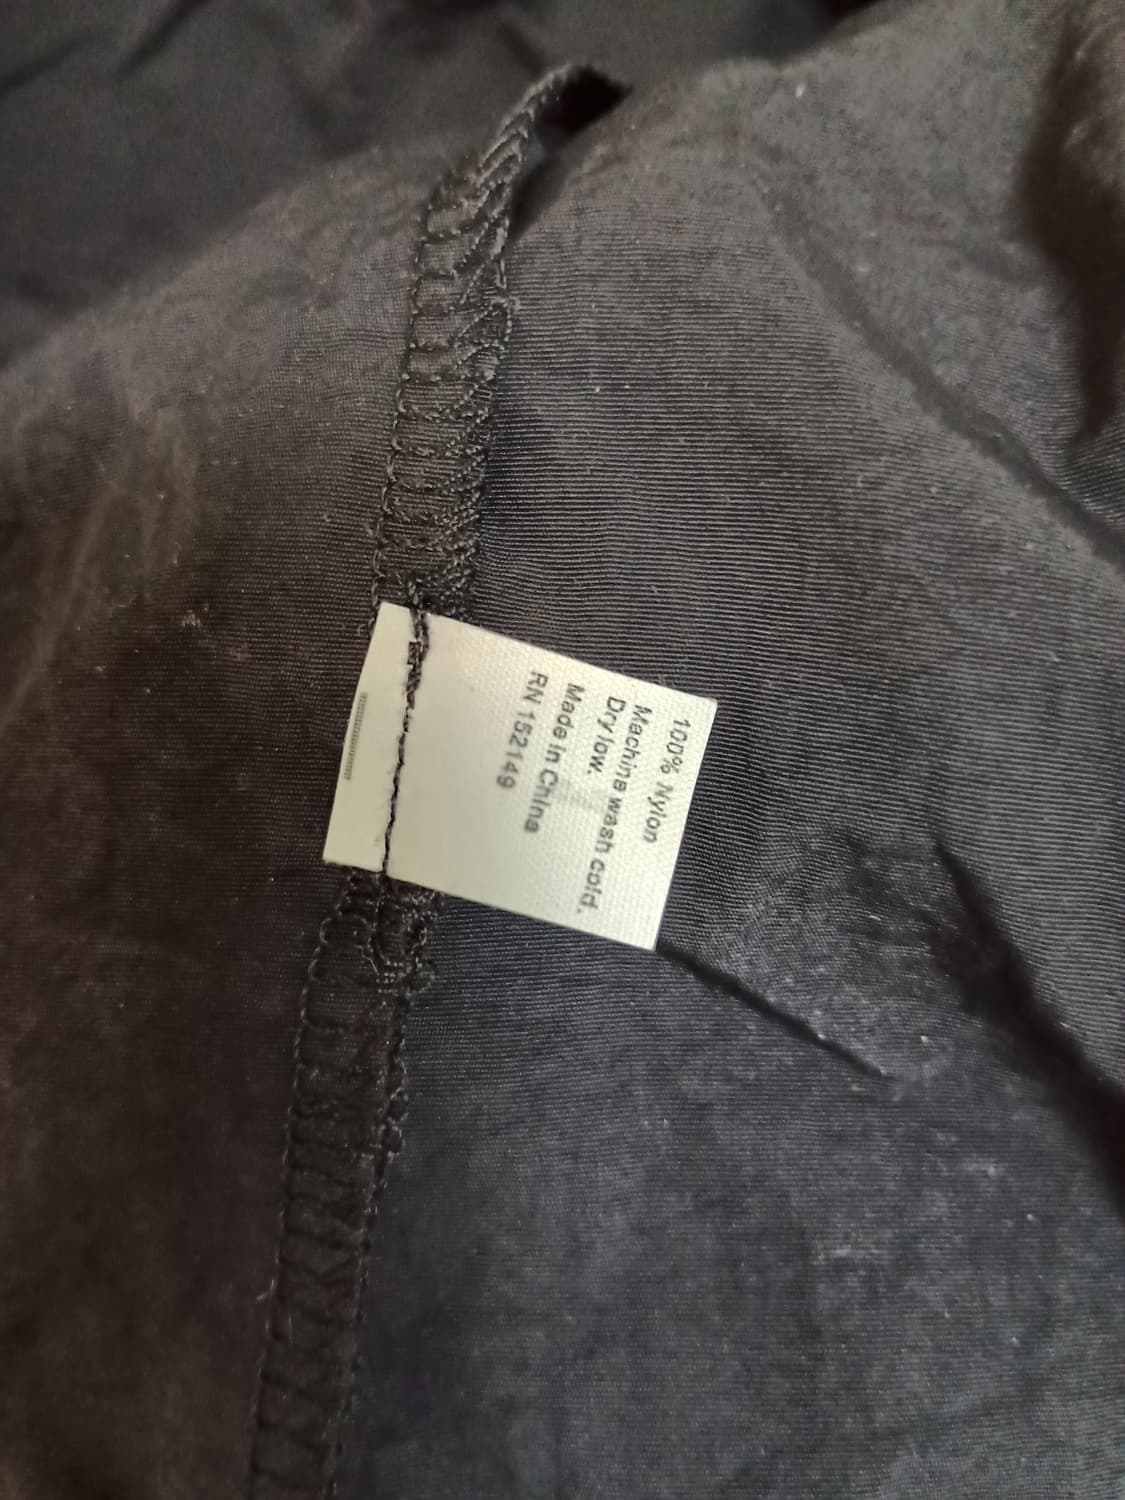 100% Nylon
Machine wash cold.
Dry low.
Made in China
RN 152149